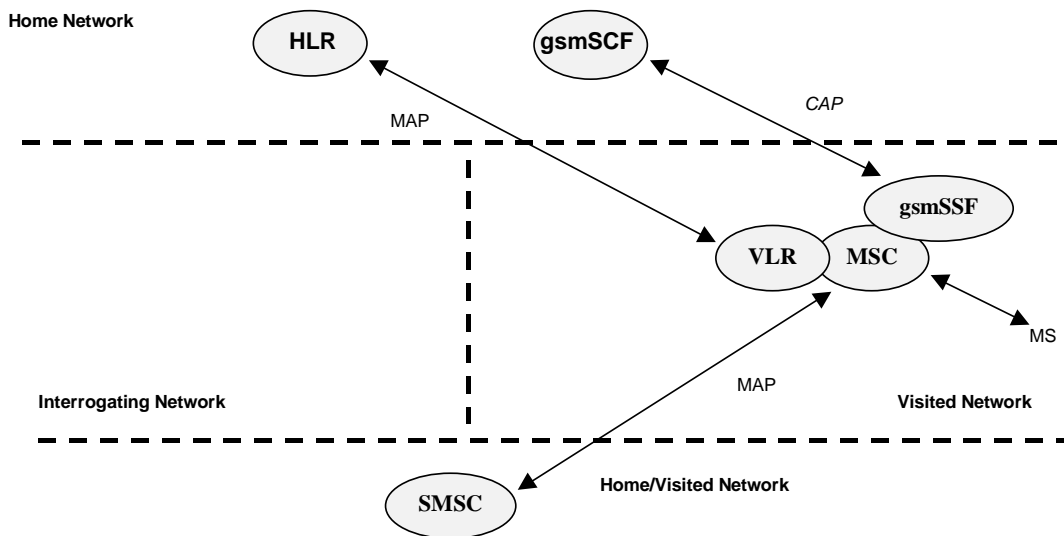 Home Network
HLR
gsmSCF
MAP
CAP
gsmSSF
VLR
MSC
MS
MAP
Interrogating Network
Visited Network
Home/Visited Network
SMSC